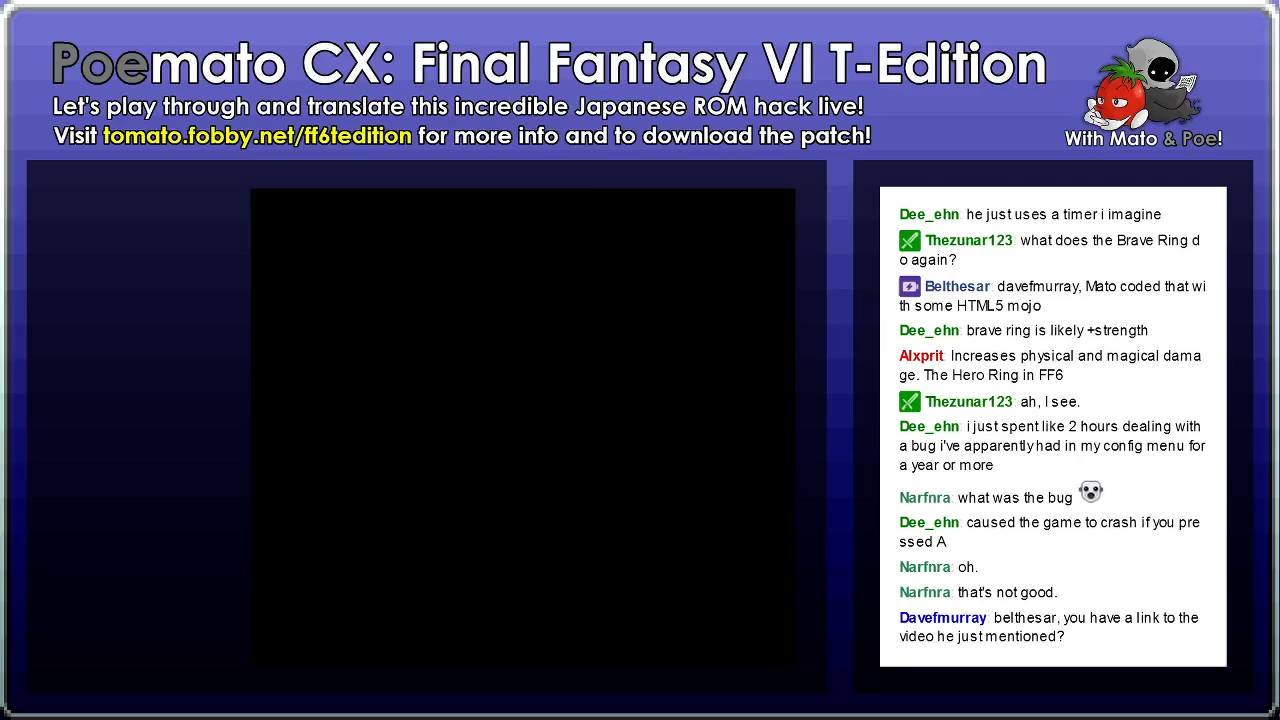 Poemato CX: Final Fantasy VI T-Edition
Let's play through and translate this incredible Japanese ROM hack live!
Visit tomato.fobby.net/ff6tedition for more info and to download the patch!
With Mato & Poe!
Dee_ehn: he just uses a timer i imagine
Thezunar123: what does the Brave Ring d
o again?
Belthesar: davefmurray, Mato coded that wi
th some HTML5 mojo
Dee_ehn: brave ring is likely +strength
Alxprit: Increases physical and magical dama
ge. The Hero Ring in FF6
Thezunar123: ah, I see.
Dee_ehn: i just spent like 2 hours dealing with
a bug i've apparently had in my config menu for
a year or more
Narfnra: what was the bug
Dee_ehn: caused the game to crash if you pre
ssed A
Narfnra: oh.
Narfnra: that's not good.
Davefmurray: belthesar, you have a link to the
video he just mentioned?